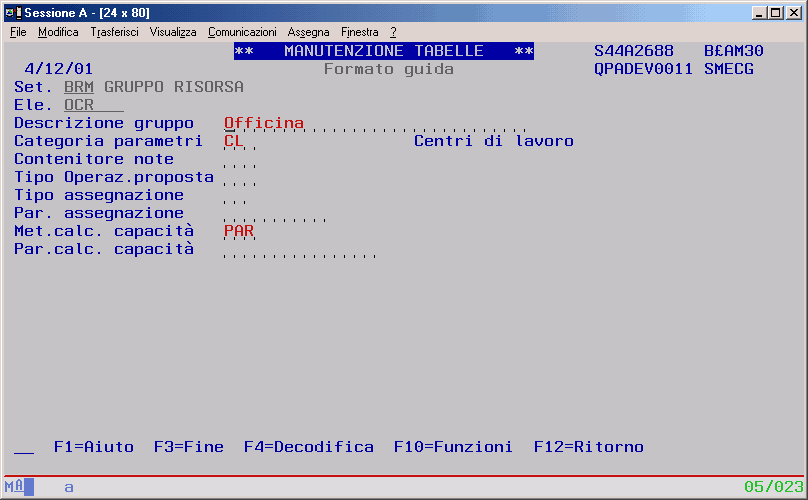 Sessione A - [24 x 80]
File Modifica Trasferisci Visualizza Comunicazioni Assegna Finestra ?
** MANUTENZIONE TABELLE ** S44A2688 B£AM30
4/12/01 Formato guida QPADEV0011 SMECG
Set. BRM GRUPPO RISORSA
Ele. OCR
Descrizione gruppo Officina
Categoria parametri CL Centri di lavoro
Contenitore note
Tipo Operaz.proposta
Tipo assegnazione
Par. assegnazione
Met.calc. capacità PAR
Par.calc. capacità
F1=Aiuto F3=Fine F4=Decodifica F10=Funzioni F12=Ritorno
MA a 05/023